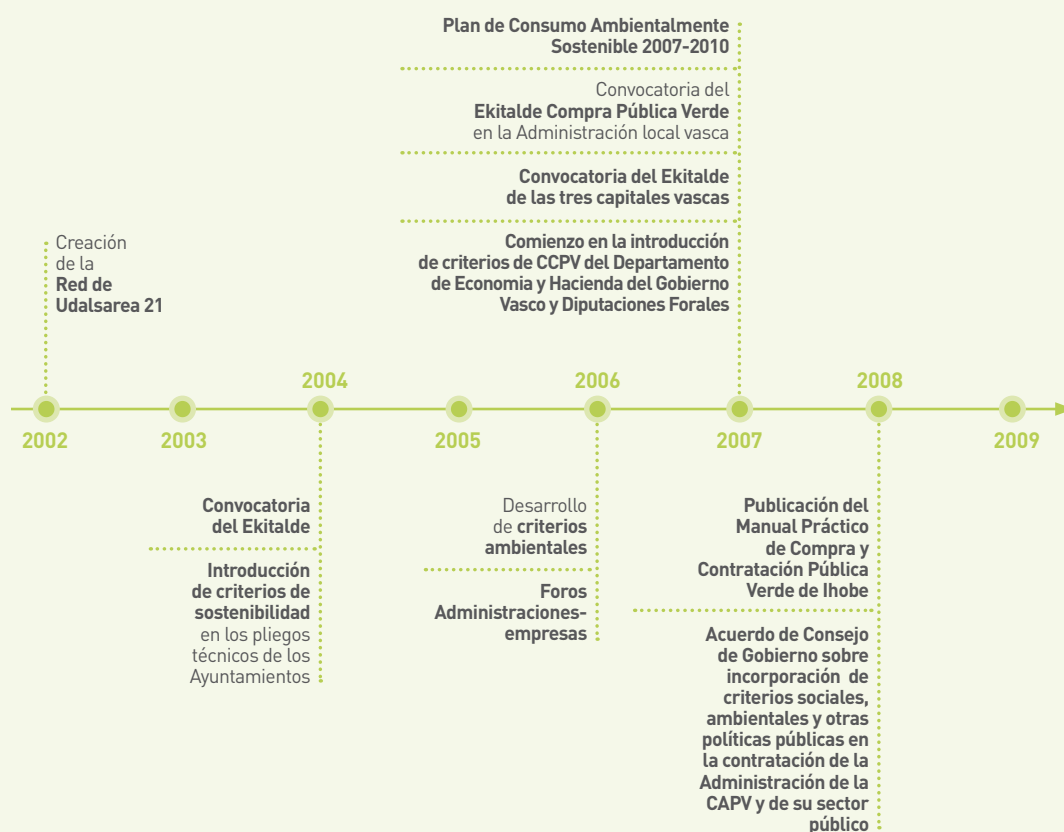 Plan de Consumo Ambientalmente
Sostenible 2007-2010
Convocatoria del
Ekitalde Compra Pública Verde
en la Administración local vasca
Convocatoria del Ekitalde
de las tres capitales vascas
Comienzo en la introducción
de criterios de CCPV del Departamento
de Economia y Hacienda del Gobierno
Vasco y Diputaciones Forales
Creación
de la
Red de
Udalsarea 21
2004
2006
2008
2002
2003
2005
2007
2009
Convocatoria
del Ekitalde
Introducción
de criterios de
sostenibilidad
en los pliegos
técnicos de los
Ayuntamientos
Desarrollo
de criterios
ambientales
Foros
Administraciones-
empresas
Publicación del
Manual Práctico
de Compra y
Contratación Pública
Verde de Ihobe
Acuerdo de Consejo
de Gobierno sobre
incorporación de
criterios sociales,
ambientales y otras
políticas públicas en
la contratación de la
Administración de la
CAPV y de su sector
público